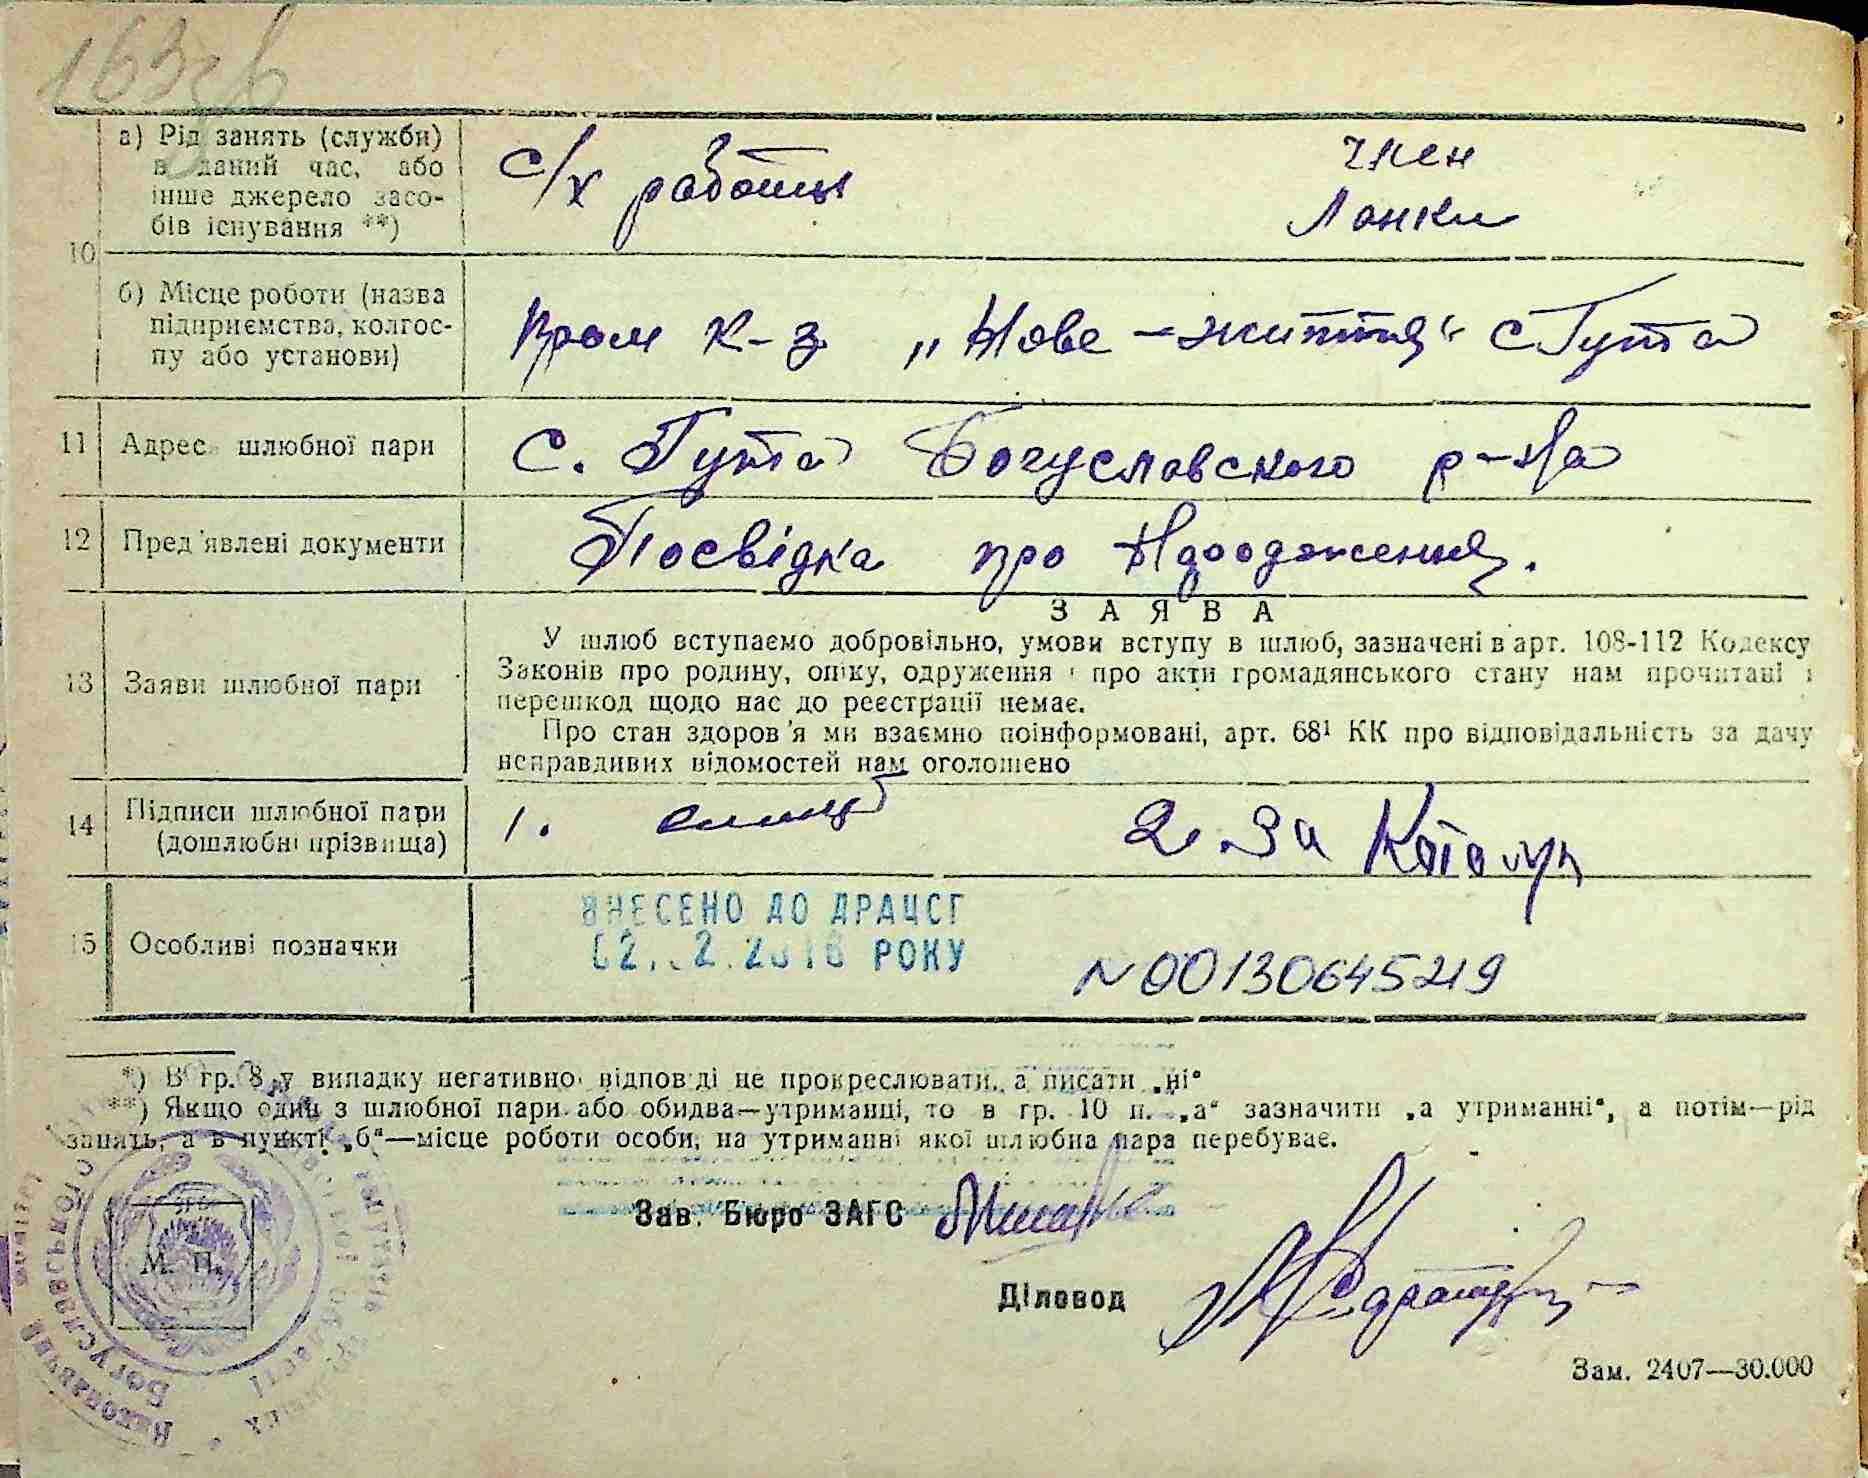 163зв
а) Рід занять (служби)
в даний час, або
інше джерело засо-
бів існування **)
с/х работы
член
Ланки
10
б) Місце роботи (назва
підприємства, колгос-
пу або установи)
к-з „Нове-життя" с Гута
11 Адрес шлюбної пари
с. Гута Богуславского р-на
12 Пред'явлені документи
Посвідка про
З А Я В А
13 Заяви шлюбної пари
У шлюб вступаємо добровільно, умови вступу в шлюб, зазначені в арт. 108-112 Кодексу
Законів про родину, опіку, одруження і про акти громадянського стану нам прочитані і
перешкод щодо нас до реєстрації немає.
Про стан здоров'я ми взаємно поінформовані, арт. 68¹ КК про відповідальність за дачу
неправдивих відомостей нам оголошено
14 Підписи шлюбної пари
(дошлюбні прізвища)
1.
2. За
15 Особливі позначки
ВНЕСЕНО ДО ДРАЦСГ
РОКУ
N 00130645219
*) В гр. 8 у випадку негативної відповіді не прокреслювати, а писати „ні"
**) Якщо один з шлюбної пари або обидва—утриманці, то в гр. 10 п. „а" зазначити „а утриманні", а потім—рід
занять, а в пункті „б"—місце роботи особи, на утриманні якої шлюбна пара перебуває.
Зав. Бюро ЗАГС
М. П.
Діловод
Зам. 2407—30.000